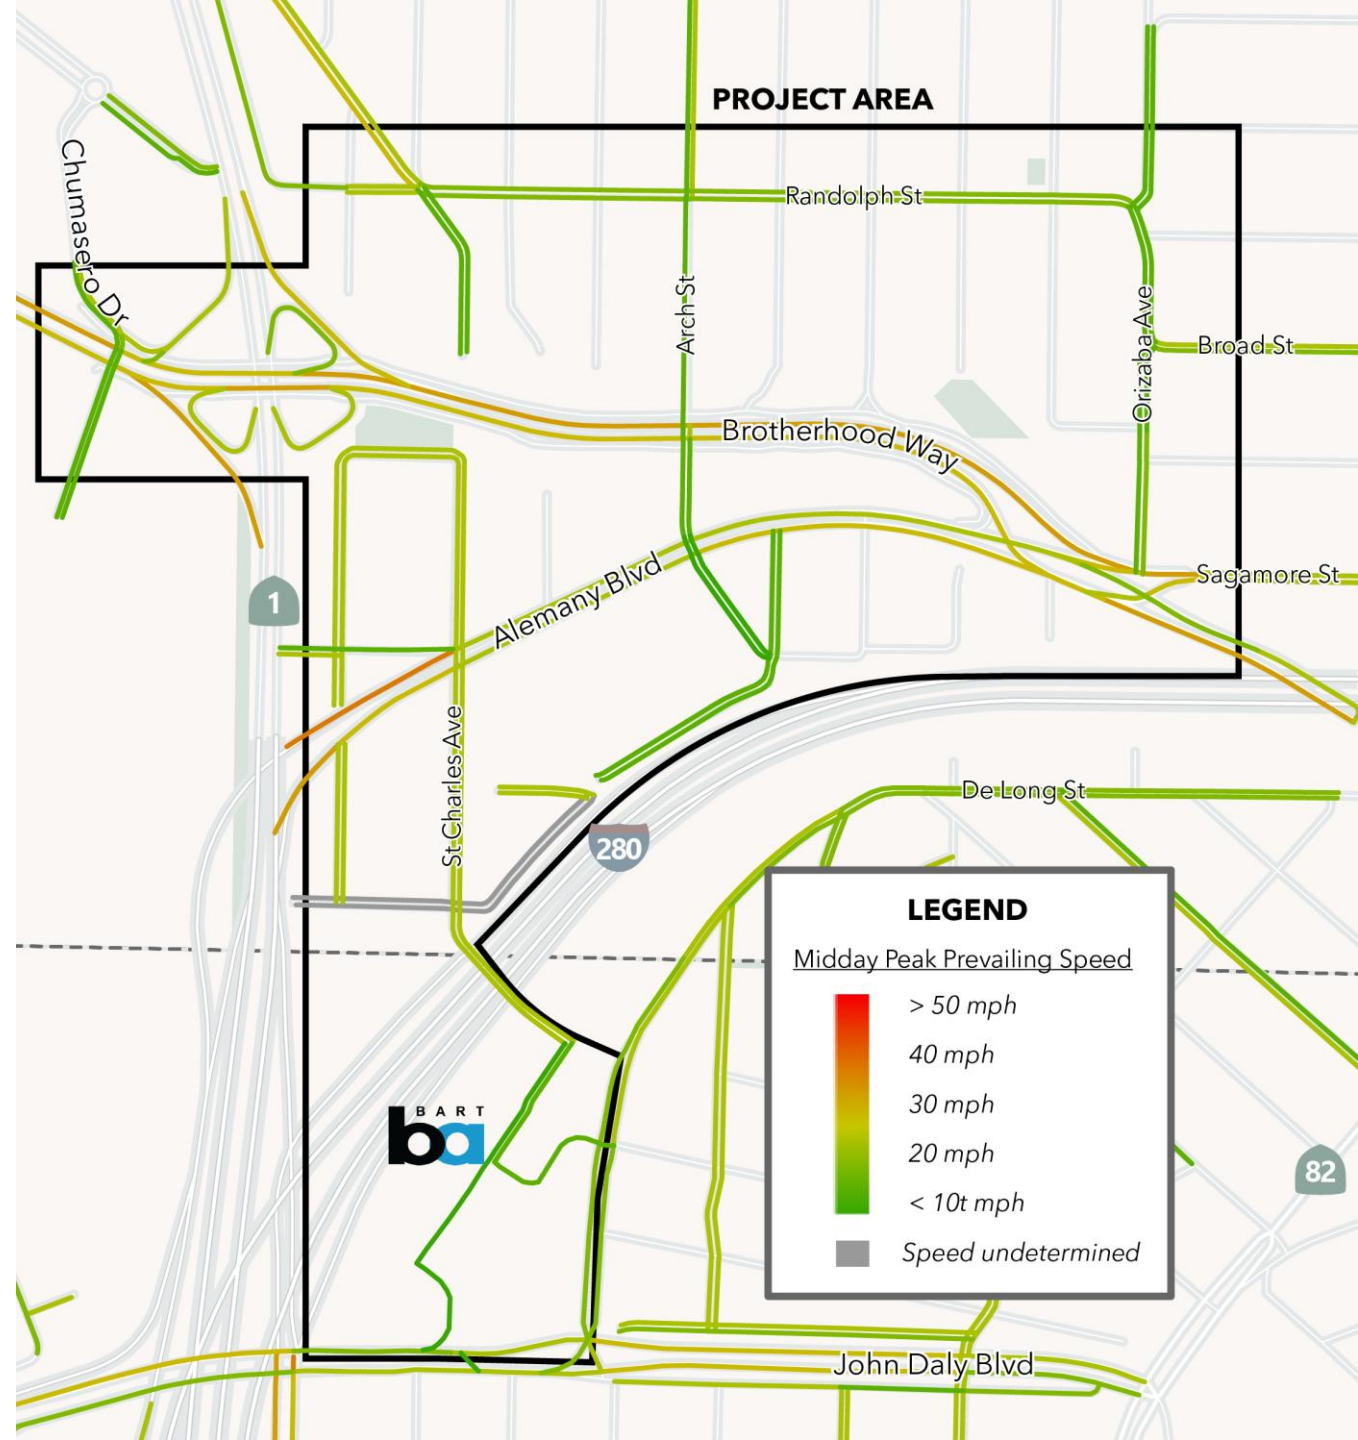 PROJECT AREA
Chumasero Dr
Randolph St
Arch St
Orizaba Ave
Broad St
Brotherhood Way
Sagamore St
Alemany Blvd
1
St Charles Ave
De Long St
280
LEGEND
Midday Peak Prevailing Speed
> 50 mph
40 mph
30 mph
20 mph
< 10t mph
Speed undetermined
BART
ba
82
John Daly Blvd